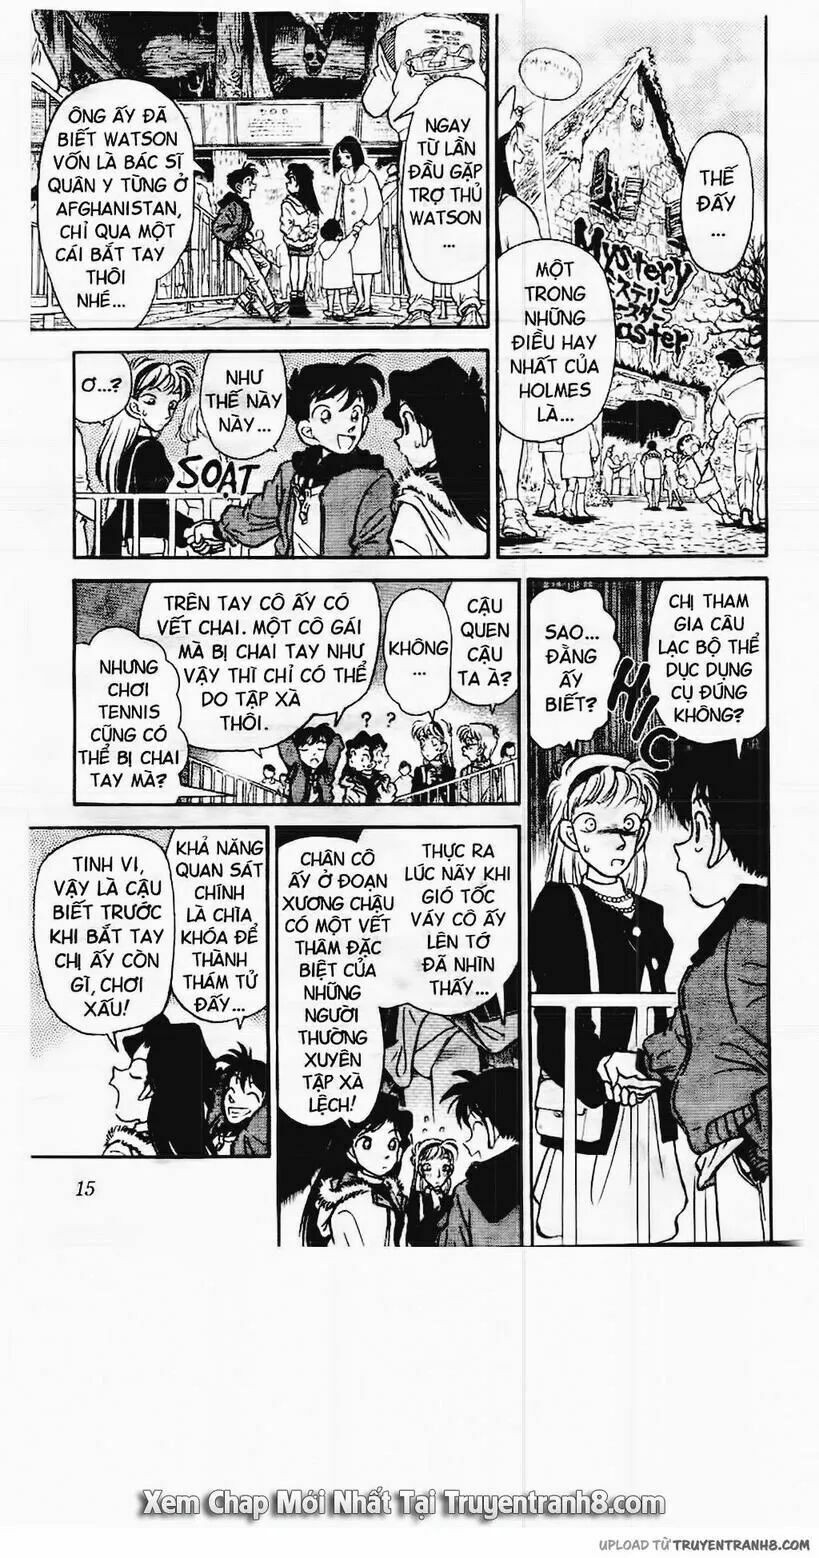 THẾ
ĐẤY
...
Mystery
ミステリー
aster
MỘT
TRONG
NHỮNG
ĐIỀU HAY
NHẤT CỦA
HOLMES
LÀ...
NGAY
TỪ LẦN
ĐẦU GẶP
TRỢ THỦ
WATSON
...
ÔNG ẤY ĐÃ
BIẾT WATSON
VỐN LÀ BÁC SĨ
QUÂN Y TỪNG Ở
AFGHANISTAN,
CHỈ QUA MỘT
CÁI BẮT TAY
THÔI
NHÉ...
NHƯ
THẾ NÀY
NÀY...
SOẠT
Ơ...?
CHỊ THAM
GIA CÂU
LẠC BỘ THỂ
DỤC DỤNG
CỤ ĐÚNG
KHÔNG?
HIC
SAO...
ĐẰNG
ẤY
BIẾT?
CẬU
QUEN
CẬU
TA À?
KHÔNG
...
TRÊN TAY CÔ ẤY CÓ
VẾT CHAI. MỘT CÔ GÁI
MÀ BỊ CHAI TAY NHƯ
VẬY THÌ CHỈ CÓ THỂ
DO TẬP XÀ
THÔI.
? ?
NHƯNG
CHƠI
TENNIS
CŨNG CÓ
THỂ BỊ CHAI
TAY MÀ?
THỰC RA
LÚC NÃY KHI
GIÓ TỐC
VÁY CÔ ẤY
LÊN TỚ
ĐÃ NHÌN
THẤY...
CHÂN CÔ
ẤY Ở ĐOẠN
XƯƠNG CHẬU
CÓ MỘT VẾT
THÂM ĐẶC
BIỆT CỦA
NHỮNG
NGƯỜI
THƯỜNG
XUYÊN
TẬP XÀ
LỆCH!
KHẢ NĂNG
QUAN SÁT
CHÍNH
LÀ CHÌA
KHÓA ĐỂ
THÀNH
THÁM TỬ
ĐẤY...
TINH VI,
VẬY LÀ CẬU
BIẾT TRƯỚC
KHI BẮT TAY
CHỊ ẤY CÒN
GÌ, CHƠI
XẤU!
15
Xem Chap Mới Nhất Tại Truyentranh8.com
UPLOAD TỪ TRUYENTRANH8.COM